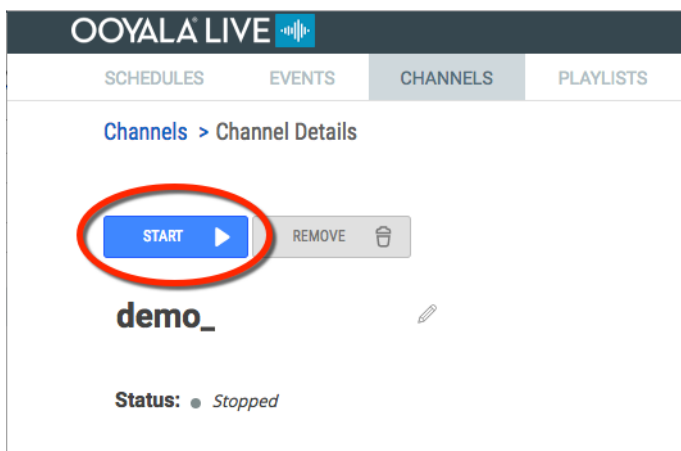 OOYALA® LIVE
SCHEDULES EVENTS CHANNELS PLAYLISTS
Channels > Channel Details
START REMOVE
demo_
Status: Stopped